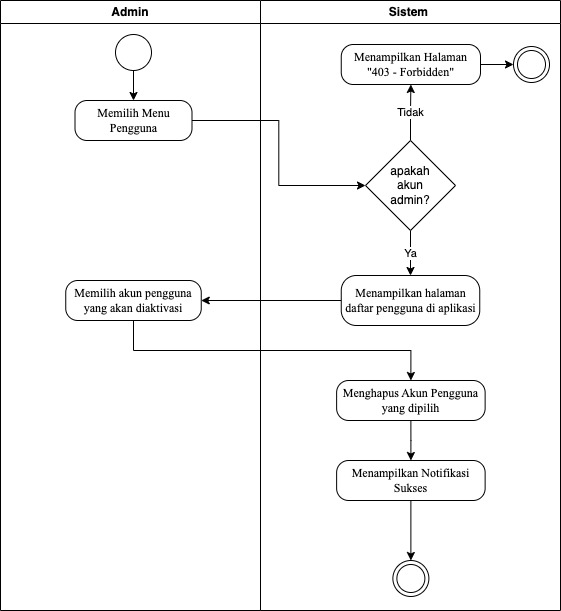 Admin
Sistem
Menampilkan Halaman
"403 - Forbidden"
Tidak
Memilih Menu
Pengguna
apakah
akun
admin?
Ya
Memilih akun pengguna
yang akan diaktivasi
Menampilkan halaman
daftar pengguna di aplikasi
Menghapus Akun Pengguna
yang dipilih
Menampilkan Notifikasi
Sukses